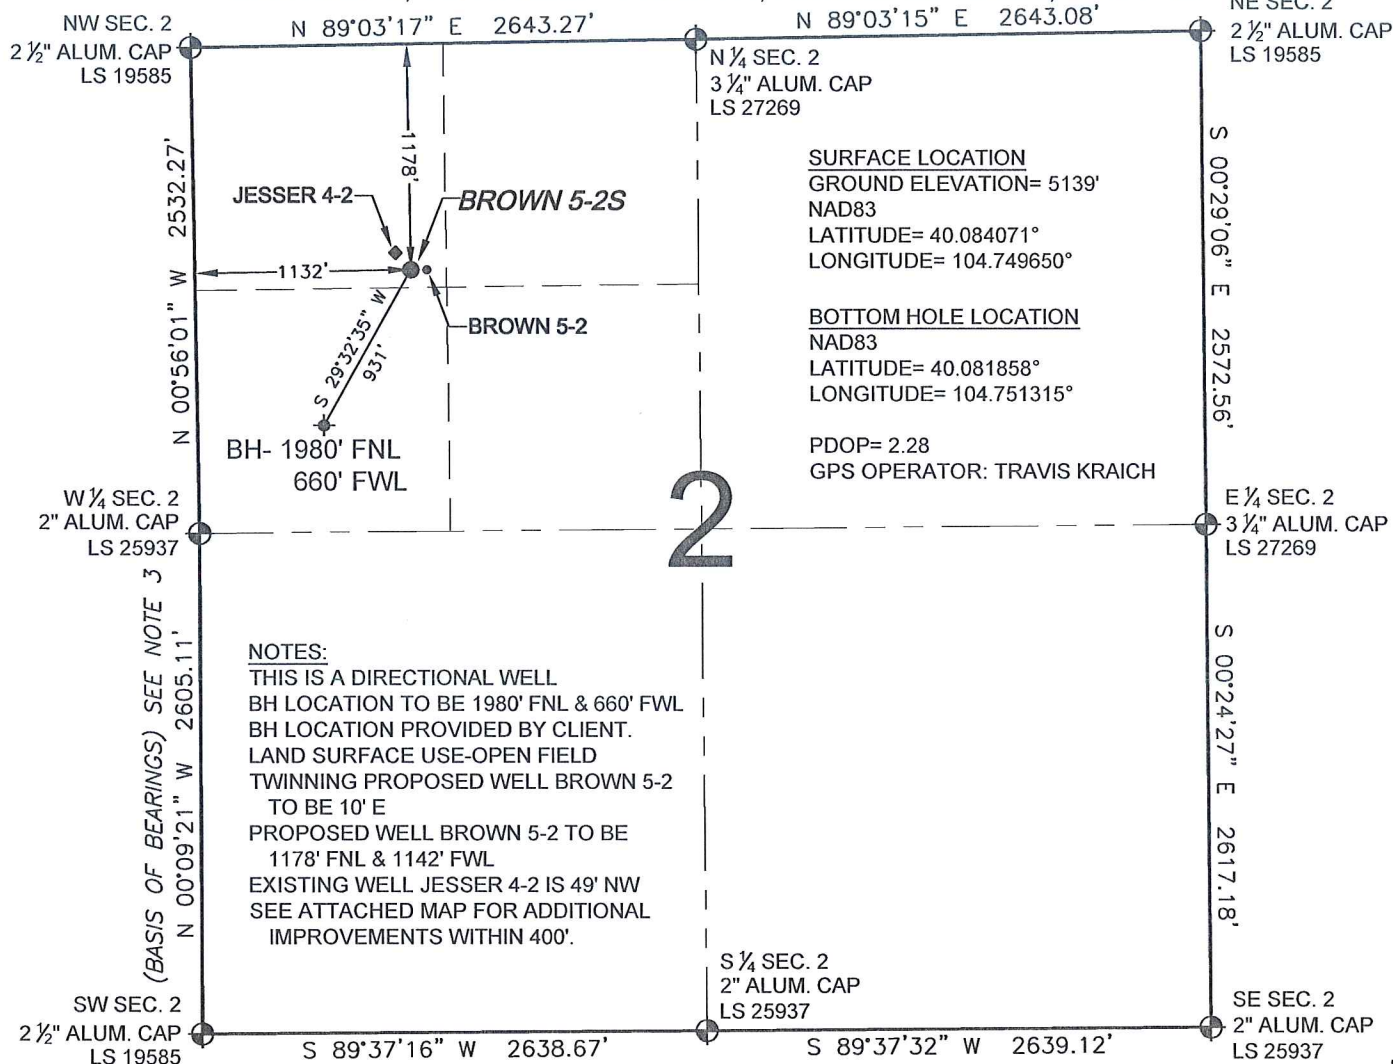 N 89°03'17" E 2643.27'
N 89°03'15" E 2643.08'
NW SEC. 2
2 ½" ALUM. CAP
LS 19585
N ¼ SEC. 2
3 ¼" ALUM. CAP
LS 27269
NE SEC. 2
2 ½" ALUM. CAP
LS 19585
N 00°56'01" W 2532.27'
1178'
JESSER 4-2
BROWN 5-2S
1132'
BROWN 5-2
S 29°32'35" W
931'
BH- 1980' FNL
660' FWL
SURFACE LOCATION
GROUND ELEVATION= 5139'
NAD83
LATITUDE= 40.084071°
LONGITUDE= 104.749650°
BOTTOM HOLE LOCATION
NAD83
LATITUDE= 40.081858°
LONGITUDE= 104.751315°
PDOP= 2.28
GPS OPERATOR: TRAVIS KRAICH
S 00°29'06" E 2572.56'
W ¼ SEC. 2
2" ALUM. CAP
LS 25937
2
E ¼ SEC. 2
3 ¼" ALUM. CAP
LS 27269
(BASIS OF BEARINGS) SEE NOTE 3
N 00°09'21" W 2605.11'
NOTES:
THIS IS A DIRECTIONAL WELL
BH LOCATION TO BE 1980' FNL & 660' FWL
BH LOCATION PROVIDED BY CLIENT.
LAND SURFACE USE-OPEN FIELD
TWINNING PROPOSED WELL BROWN 5-2
TO BE 10' E
PROPOSED WELL BROWN 5-2 TO BE
1178' FNL & 1142' FWL
EXISTING WELL JESSER 4-2 IS 49' NW
SEE ATTACHED MAP FOR ADDITIONAL
IMPROVEMENTS WITHIN 400'.
S 00°24'27" E 2617.18'
SW SEC. 2
2 ½" ALUM. CAP
LS 19585
S ¼ SEC. 2
2" ALUM. CAP
LS 25937
SE SEC. 2
2" ALUM. CAP
LS 25937
S 89°37'16" W 2638.67'
S 89°37'32" W 2639.12'